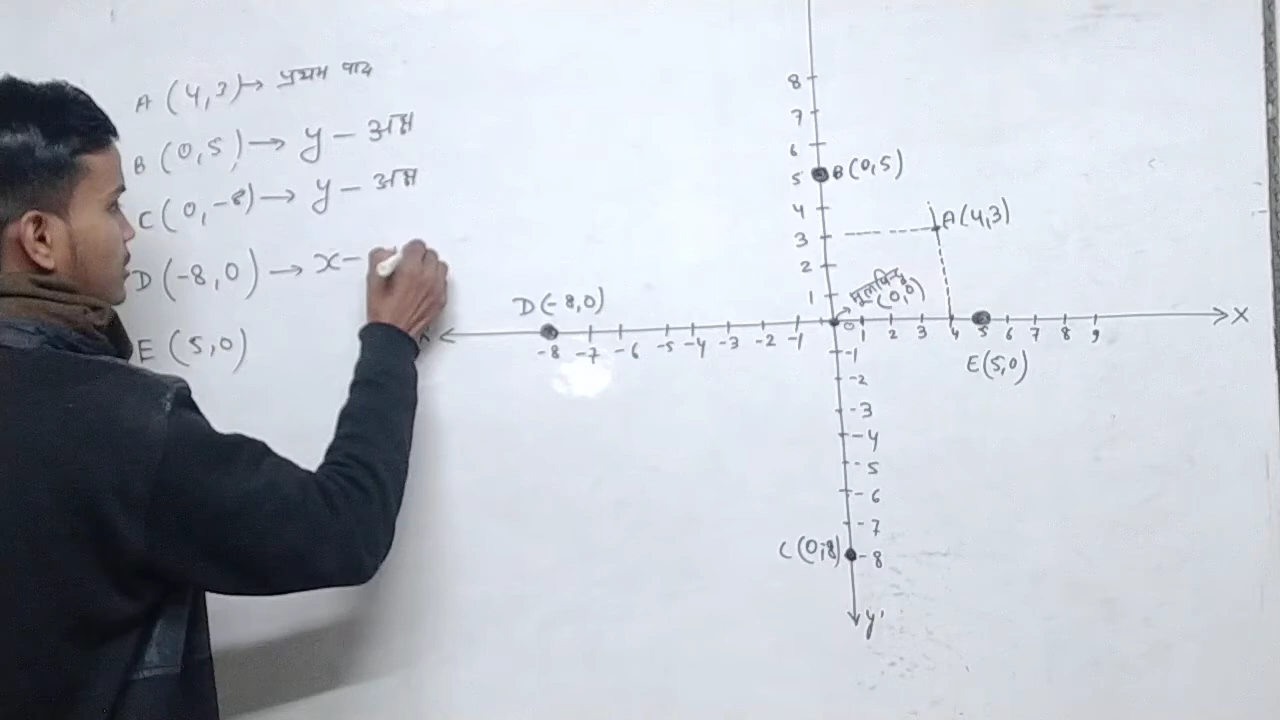 A (4,3) → प्रथम पाद
B (0,5) → y - अक्ष
C (0,-8) → y - अक्ष
D (-8,0) → x -
E (5,0)
8
7
6
5 B(0,5)
4
A(4,3)
3
2
1
मूलबिन्दु
(0,0)
D(-8,0)
X
-8 -7 -6 -5 -4 -3 -2 -1 0 1 2 3 4 5 6 7 8 9
E(5,0)
-1
-2
-3
-4
-5
-6
-7
C(0,-8) -8
y'